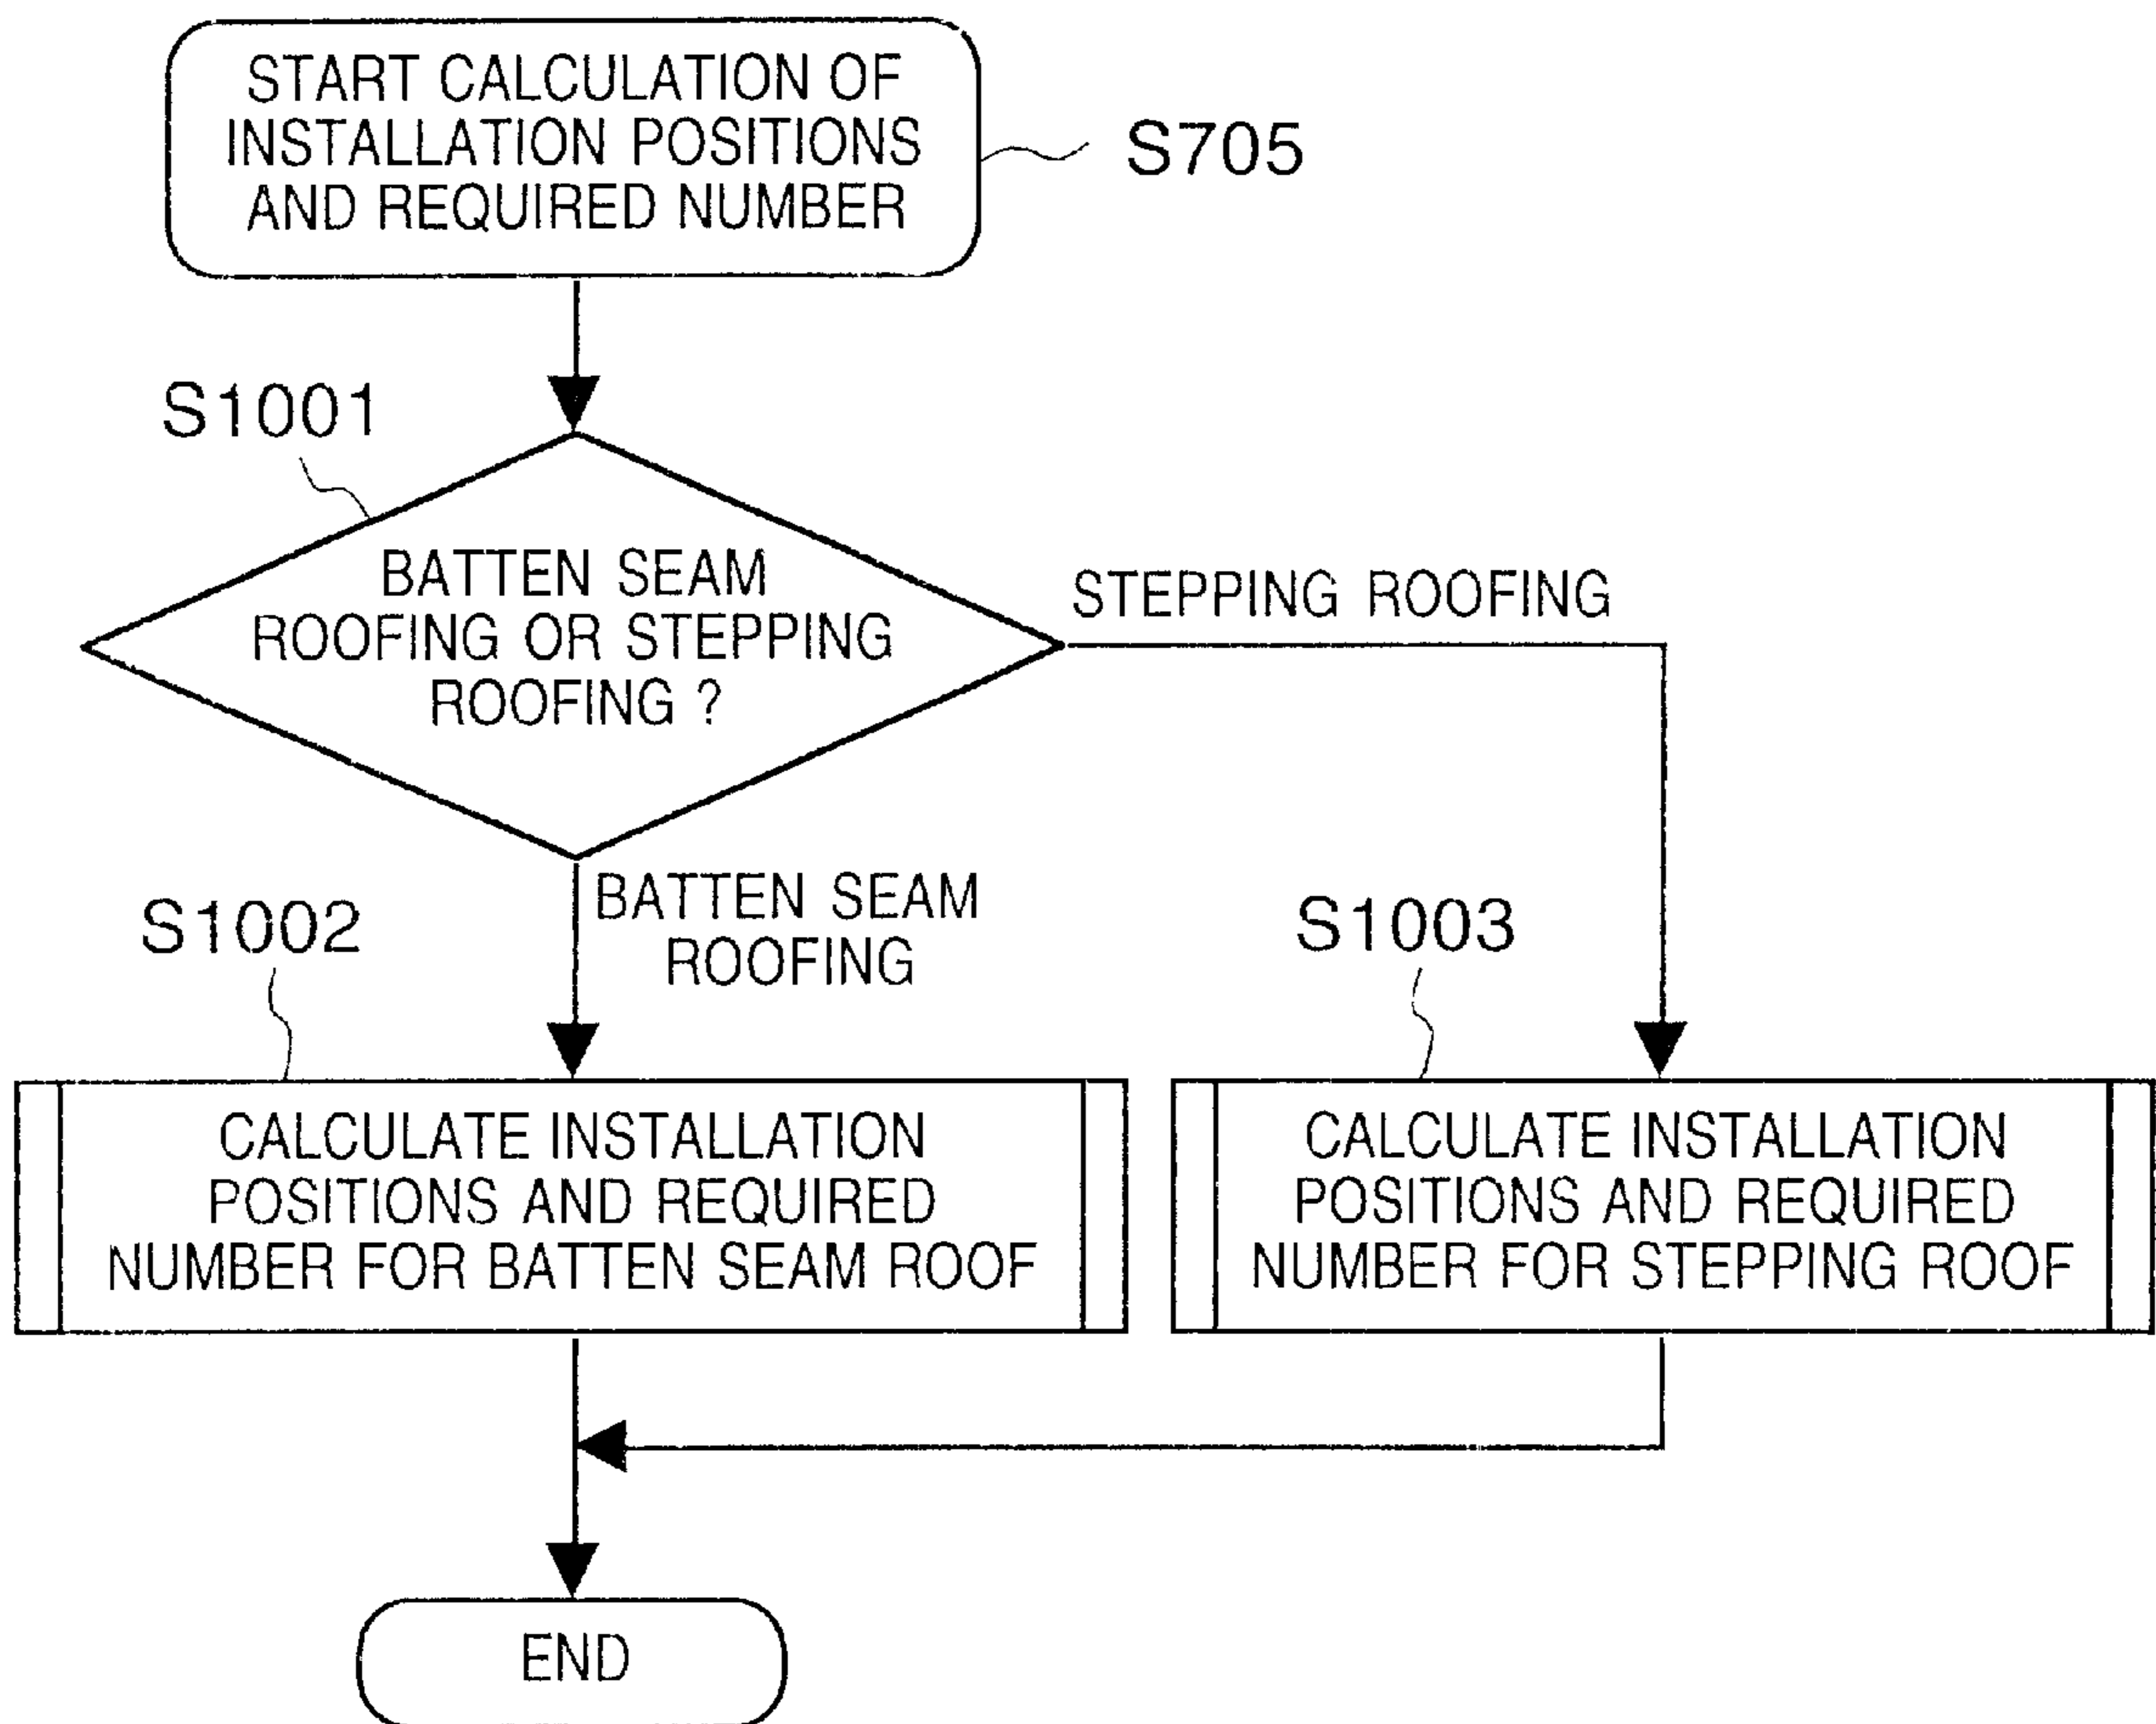 START CALCULATION OF
INSTALLATION POSITIONS
AND REQUIRED NUMBER
S705
S1001
BATTEN SEAM
ROOFING OR STEPPING
ROOFING ?
STEPPING ROOFING
BATTEN SEAM
ROOFING
S1002
S1003
CALCULATE INSTALLATION
POSITIONS AND REQUIRED
NUMBER FOR BATTEN SEAM ROOF
CALCULATE INSTALLATION
POSITIONS AND REQUIRED
NUMBER FOR STEPPING ROOF
END